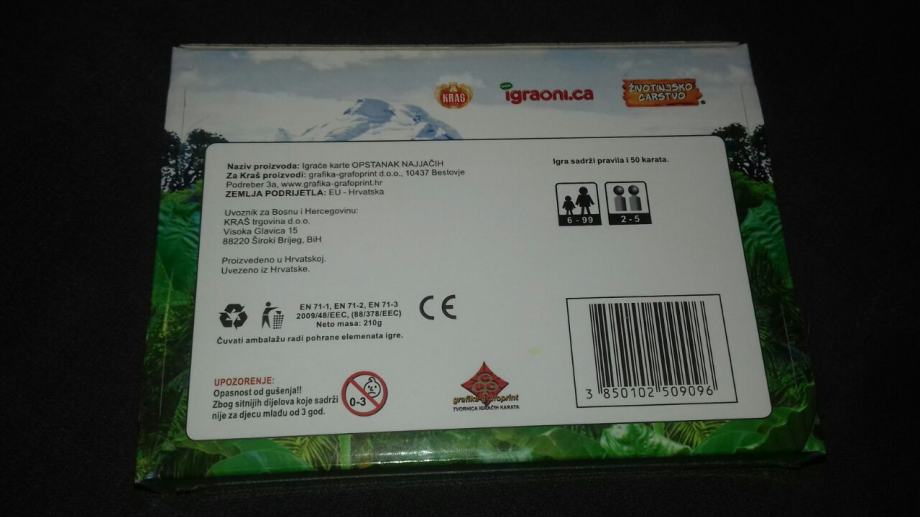 KRAŠ
igraoni.ca
ŽIVOTINJSKO
CARSTVO
Naziv proizvoda: Igraće karte OPSTANAK NAJJAČIH
Za Kraš proizvodi: grafika-grafoprint d.o.o., 10437 Bestovje
Podreber 3a, www.grafika-grafoprint.hr
ZEMLJA PODRIJETLA: EU - Hrvatska
Uvoznik za Bosnu i Hercegovinu:
KRAŠ trgovina d.o.o.
Visoka Glavica 15
88220 Široki Brijeg, BiH
Proizvedeno u Hrvatskoj.
Uvezeno iz Hrvatske.
Igra sadrži pravila i 50 karata.
6 - 99
2 - 5
EN 71-1, EN 71-2, EN 71-3
2009/48/EEC, (88/378/EEC)
Neto masa: 210g
CE
Čuvati ambalažu radi pohrane elemenata igre.
UPOZORENJE:
Opasnost od gušenja!!
Zbog sitnijih dijelova koje sadrži
nije za djecu mlađu od 3 god.
0-3
grafika-grafoprint
TVORNICA IGRAĆIH KARATA
3 850102 509096